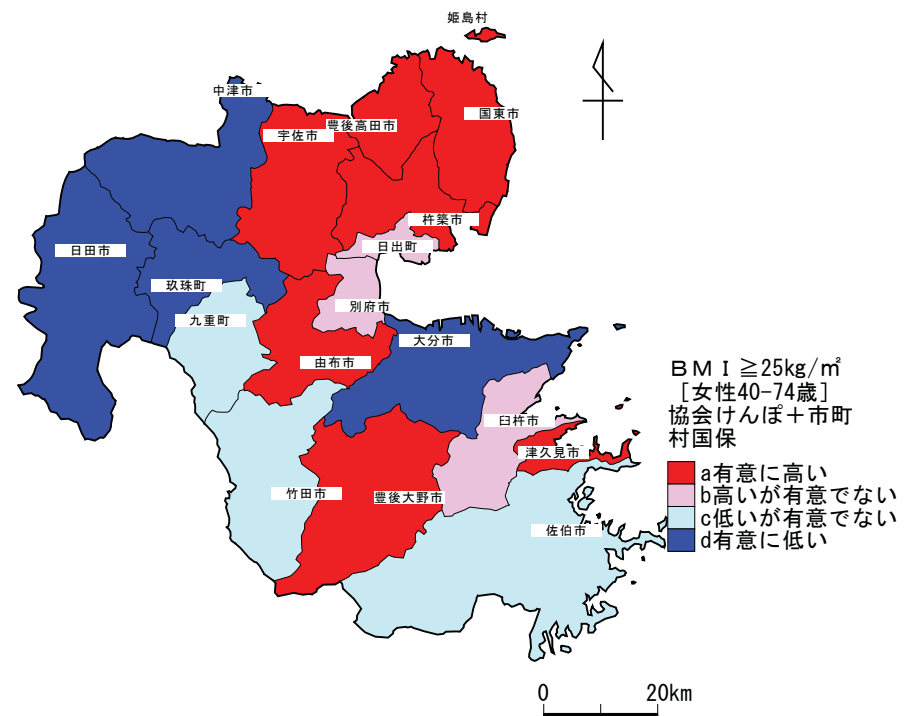 姫島村
中津市
国東市
豊後高田市
宇佐市
杵築市
日出町
日田市
玖珠町
別府市
九重町
大分市
由布市
臼杵市
津久見市
竹田市
豊後大野市
佐伯市
ＢＭＩ≧25kg/㎡
［女性40-74歳］
協会けんぽ＋市町
村国保
a有意に高い
b高いが有意でない
c低いが有意でない
d有意に低い
0 20km